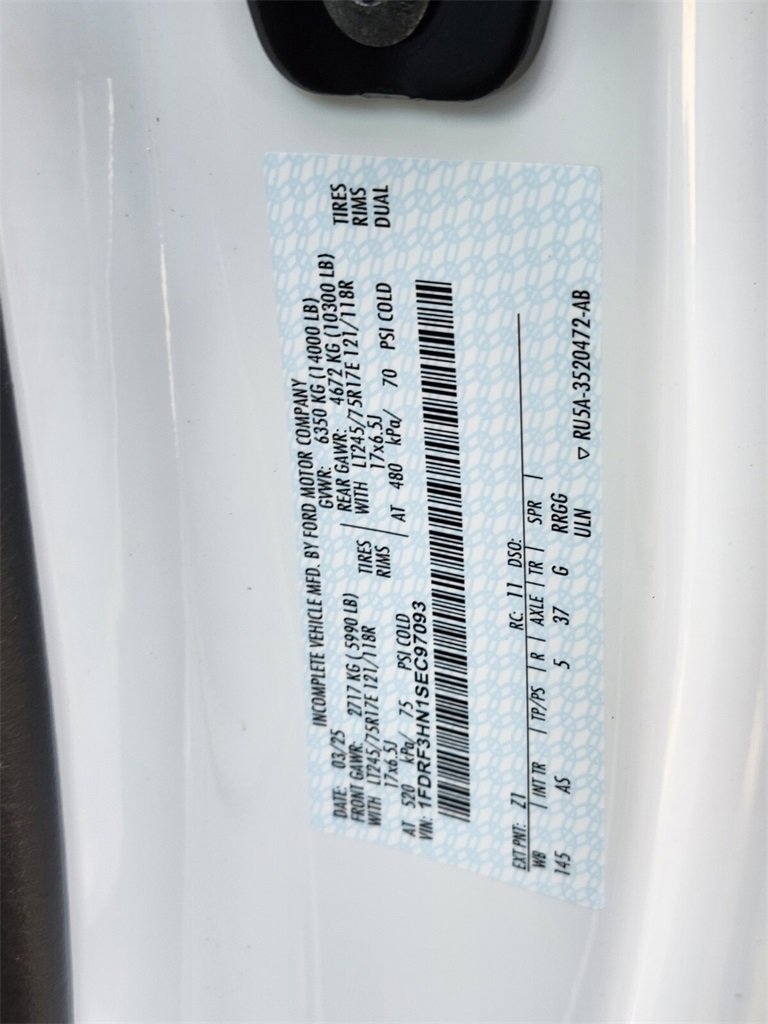 INCOMPLETE VEHICLE MFD. BY FORD MOTOR COMPANY
DATE: 03/25 GVWR: 6350 KG (14000 LB)
FRONT GAWR: 2717 KG ( 5990 LB) REAR GAWR: 4672 KG (10300 LB)
WITH LT245/75R17E 121/118R TIRES WITH LT245/75R17E 121/118R TIRES
17x6.5J RIMS 17x6.5J RIMS
AT 520 kPa/ 75 PSI COLD AT 480 kPa/ 70 PSI COLD DUAL
VIN: 1FDRF3HN1SEC97093
EXT PNT: Z1 RC: 11 DSO:
WB INT TR TP/PS R AXLE TR SPR
145 AS 5 37 G RRGG
ULN
▽ RU5A-3520472-AB